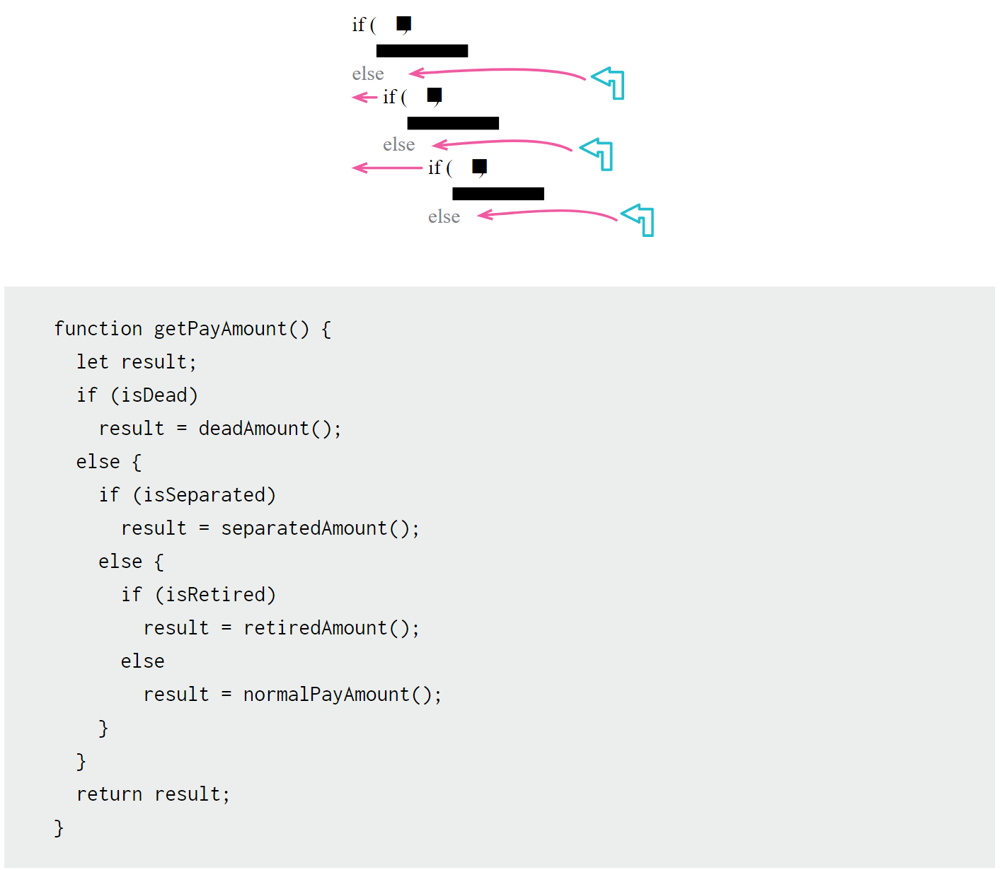 if ( )
else
if ( )
else
if ( )
else
function getPayAmount() {
  let result;
  if (isDead)
    result = deadAmount();
  else {
    if (isSeparated)
      result = separatedAmount();
    else {
      if (isRetired)
        result = retiredAmount();
      else
        result = normalPayAmount();
    }
  }
  return result;
}